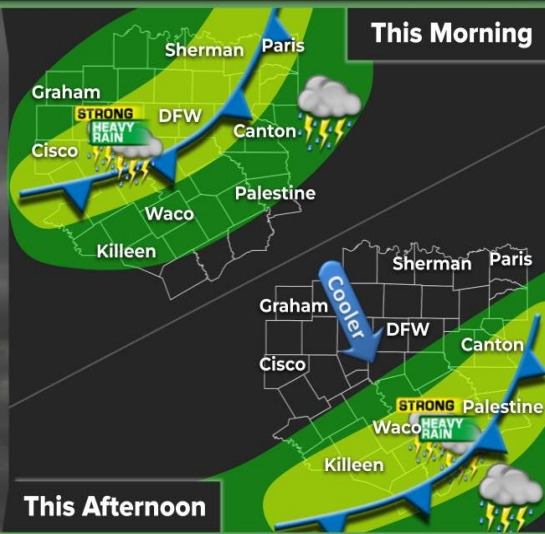 This Morning
Sherman Paris
Graham
STRONG
HEAVY
RAIN
DFW
Canton
Cisco
Palestine
Waco
Killeen
Sherman Paris
Cooler
Graham
DFW
Canton
Cisco
STRONG
HEAVY
RAIN
Palestine
Waco
Killeen
This Afternoon